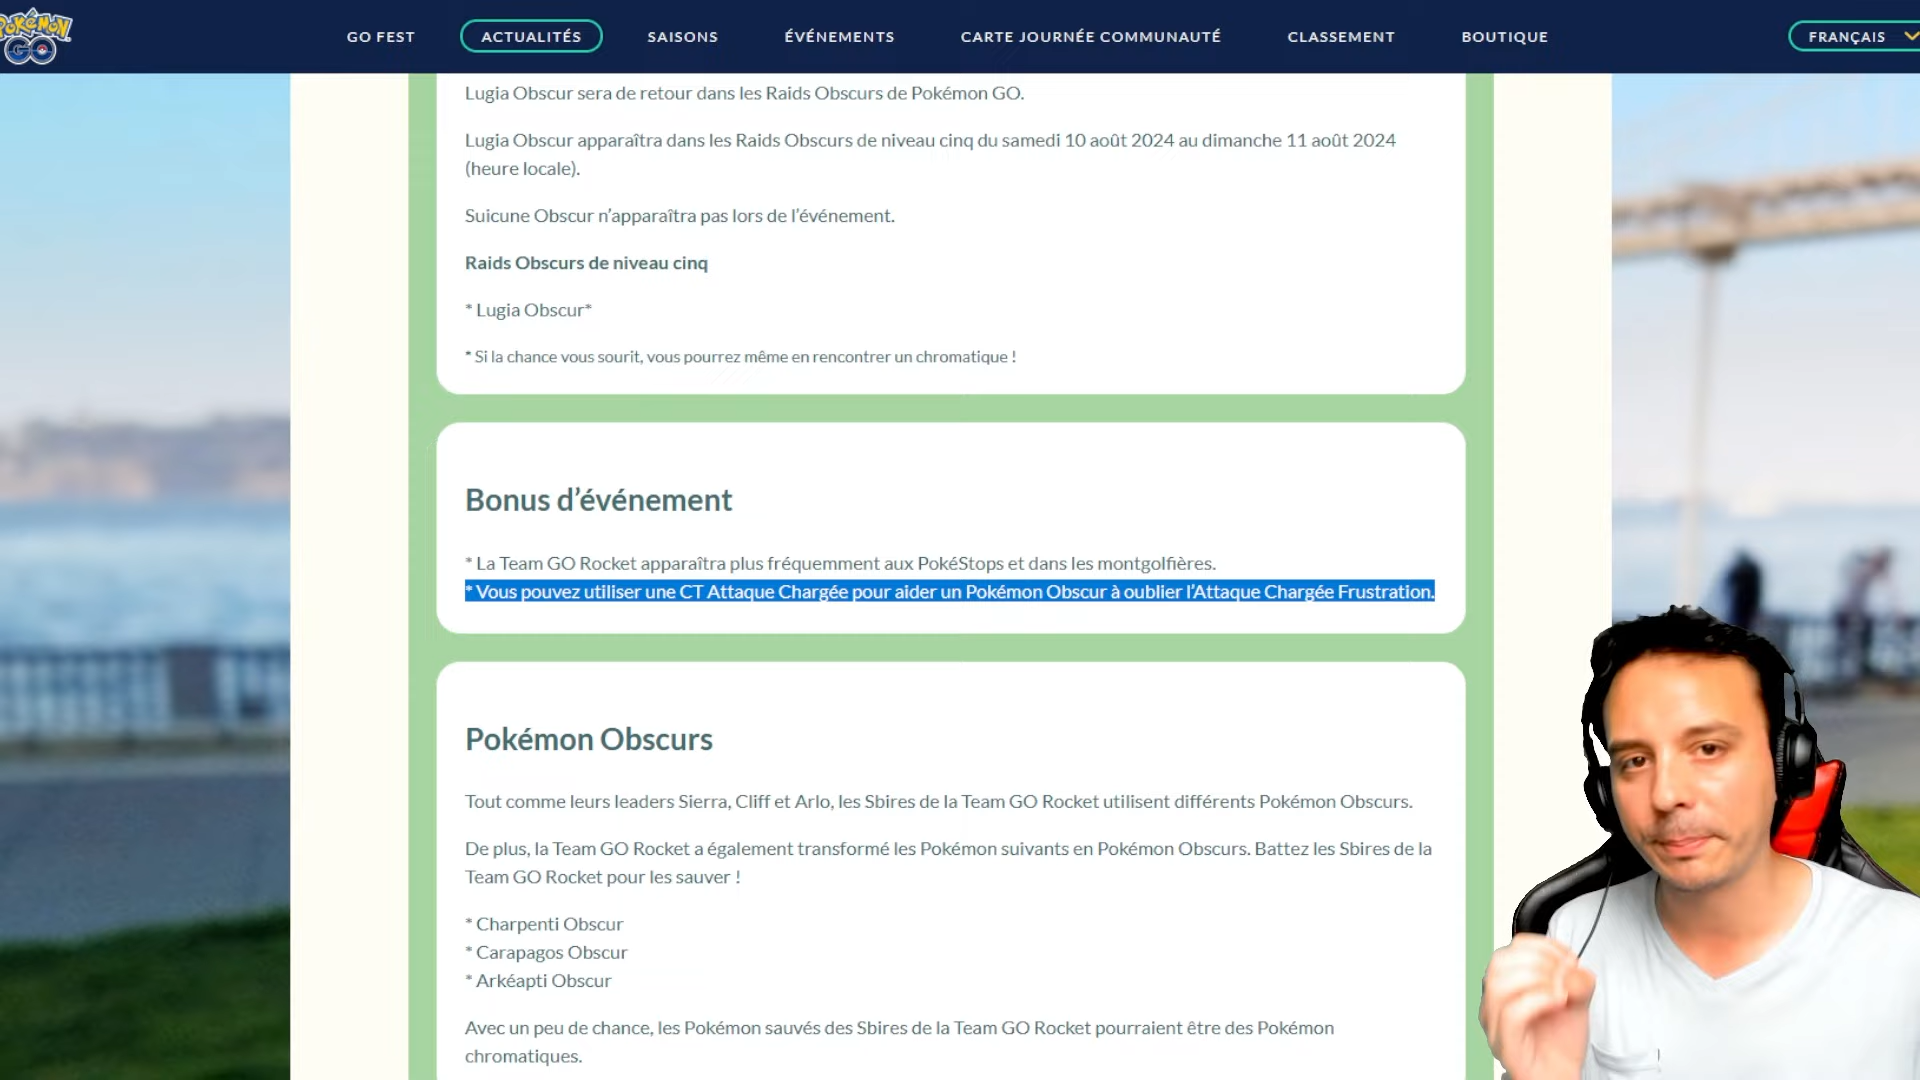 Pokémon
GO
GO FEST
ACTUALITÉS
SAISONS
ÉVÉNEMENTS
CARTE JOURNÉE COMMUNAUTÉ
CLASSEMENT
BOUTIQUE
FRANÇAIS
Lugia Obscur sera de retour dans les Raids Obscurs de Pokémon GO.
Lugia Obscur apparaîtra dans les Raids Obscurs de niveau cinq du samedi 10 août 2024 au dimanche 11 août 2024
(heure locale).
Suicune Obscur n’apparaîtra pas lors de l’événement.
Raids Obscurs de niveau cinq
* Lugia Obscur*
* Si la chance vous sourit, vous pourrez même en rencontrer un chromatique !
Bonus d’événement
* La Team GO Rocket apparaîtra plus fréquemment aux PokéStops et dans les montgolfières.
* Vous pouvez utiliser une CT Attaque Chargée pour aider un Pokémon Obscur à oublier l’Attaque Chargée Frustration.
Pokémon Obscurs
Tout comme leurs leaders Sierra, Cliff et Arlo, les Sbires de la Team GO Rocket utilisent différents Pokémon Obscurs.
De plus, la Team GO Rocket a également transformé les Pokémon suivants en Pokémon Obscurs. Battez les Sbires de la
Team GO Rocket pour les sauver !
* Charpenti Obscur
* Carapagos Obscur
* Arkéapti Obscur
Avec un peu de chance, les Pokémon sauvés des Sbires de la Team GO Rocket pourraient être des Pokémon
chromatiques.